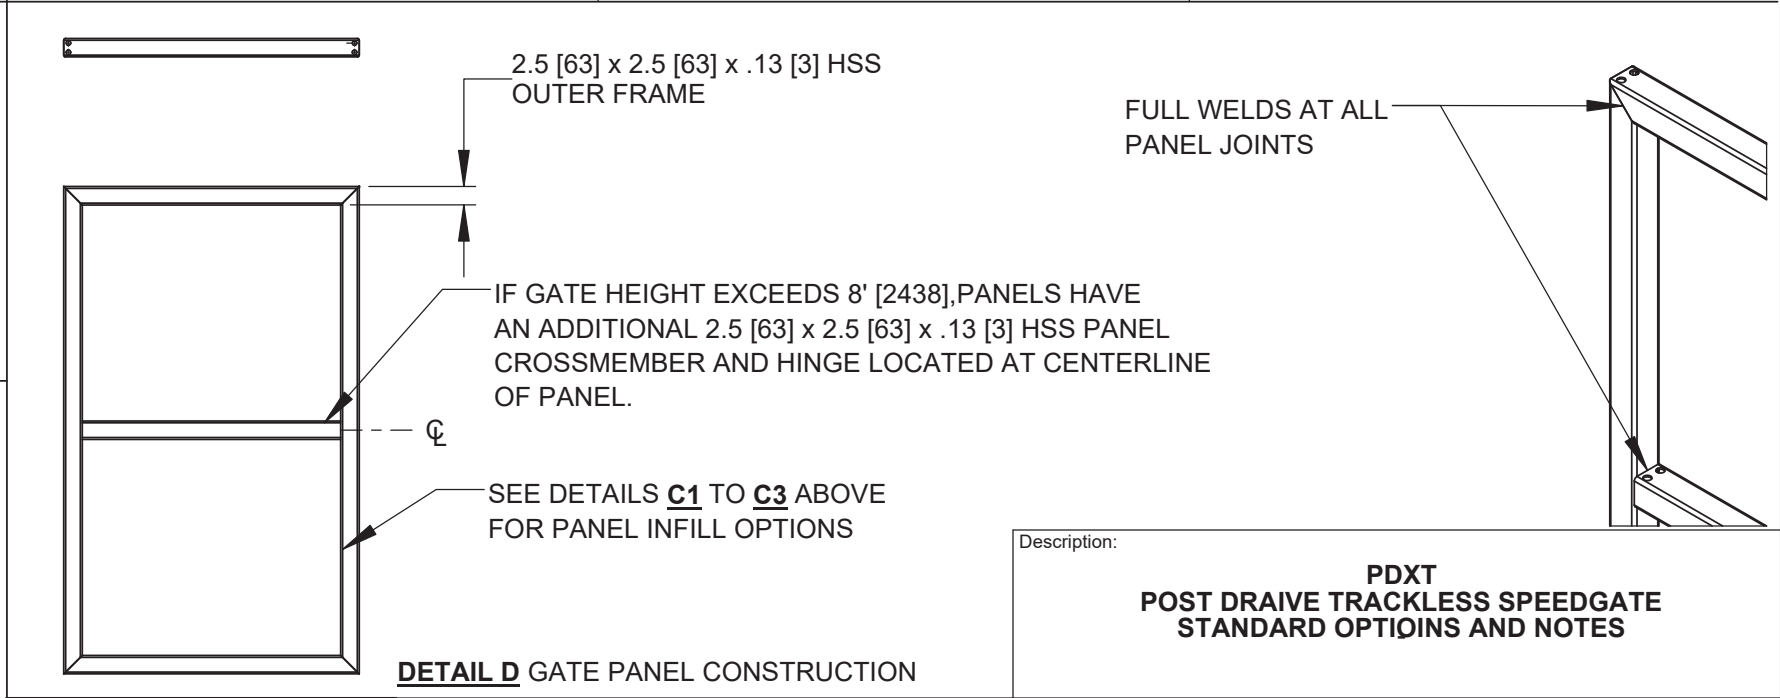 2.5 [63] x 2.5 [63] x .13 [3] HSS
OUTER FRAME
FULL WELDS AT ALL
PANEL JOINTS
IF GATE HEIGHT EXCEEDS 8' [2438],PANELS HAVE
AN ADDITIONAL 2.5 [63] x 2.5 [63] x .13 [3] HSS PANEL
CROSSMEMBER AND HINGE LOCATED AT CENTERLINE
OF PANEL.
℄
SEE DETAILS C1 TO C3 ABOVE
FOR PANEL INFILL OPTIONS
DETAIL D GATE PANEL CONSTRUCTION
Description:
PDXT
POST DRAIVE TRACKLESS SPEEDGATE
STANDARD OPTIOINS AND NOTES